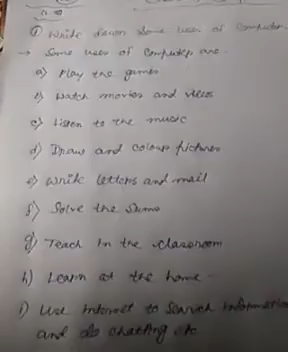 ① Write down some uses of Computer.
→ Some uses of Computer are.
a) Play the games
b) Watch movies and videos
c) Listen to the music
d) Draw and colour pictures
e) Write letters and mail
f) Solve the Sums
g) Teach in the classroom
h) Learn at the home
i) Use internet to Search information
and do chatting etc